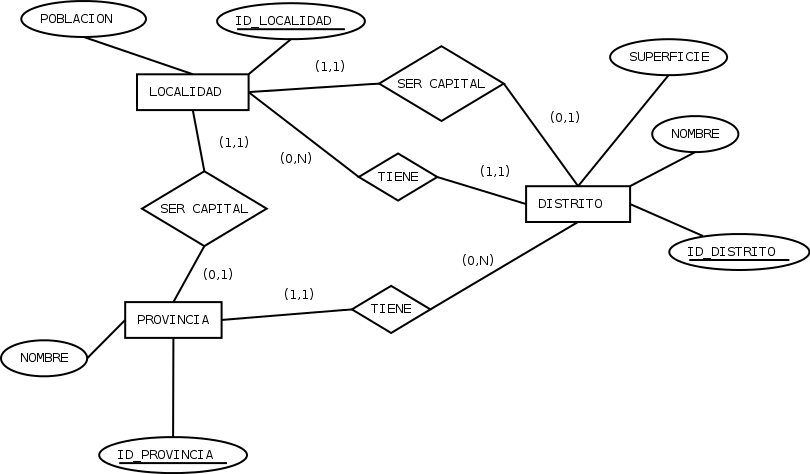 POBLACION
ID_LOCALIDAD
SUPERFICIE
(1,1)
SER CAPITAL
LOCALIDAD
(0,1)
NOMBRE
(1,1)
(0,N)
(1,1)
TIENE
DISTRITO
SER CAPITAL
ID_DISTRITO
(0,N)
(0,1)
(1,1)
TIENE
PROVINCIA
NOMBRE
ID_PROVINCIA